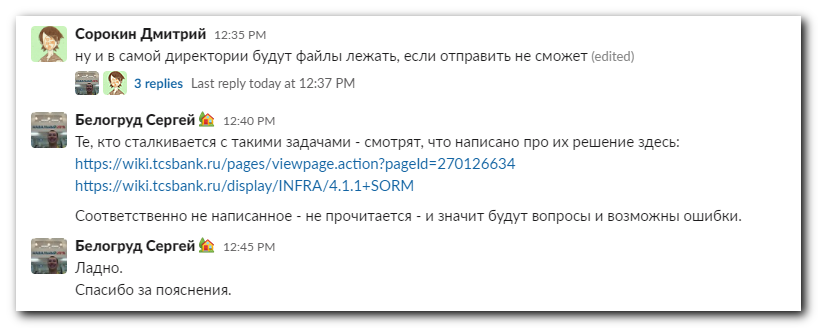 Сорокин Дмитрий 12:35 PM
ну и в самой директории будут файлы лежать, если отправить не сможет (edited)
3 replies Last reply today at 12:37 PM
Белогруд Сергей 12:40 PM
Те, кто сталкивается с такими задачами - смотрят, что написано про их решение здесь:
https://wiki.tcsbank.ru/pages/viewpage.action?pageId=270126634
https://wiki.tcsbank.ru/display/INFRA/4.1.1+SORM
Соответственно не написанное - не прочитается - и значит будут вопросы и возможны ошибки.
Белогруд Сергей 12:45 PM
Ладно.
Спасибо за пояснения.